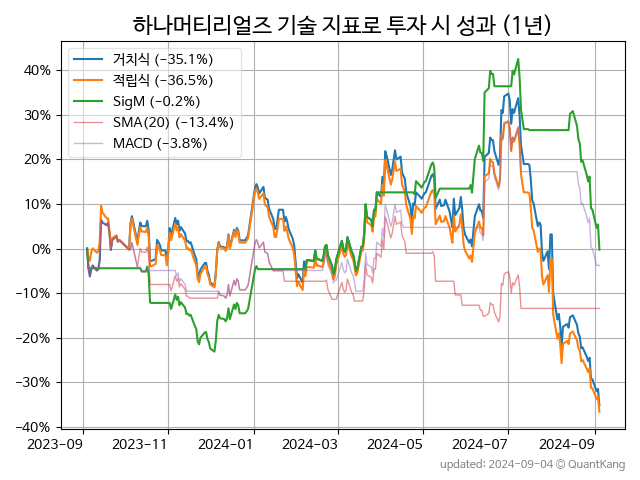 하나머티리얼즈 기술 지표로 투자 시 성과 (1년)
거치식 (−35.1%)
적립식 (−36.5%)
SigM (−0.2%)
SMA(20) (−13.4%)
MACD (−3.8%)
40%
30%
20%
10%
0%
−10%
−20%
−30%
−40%
2023-09 2023-11 2024-01 2024-03 2024-05 2024-07 2024-09
updated: 2024-09-04 © QuantKang